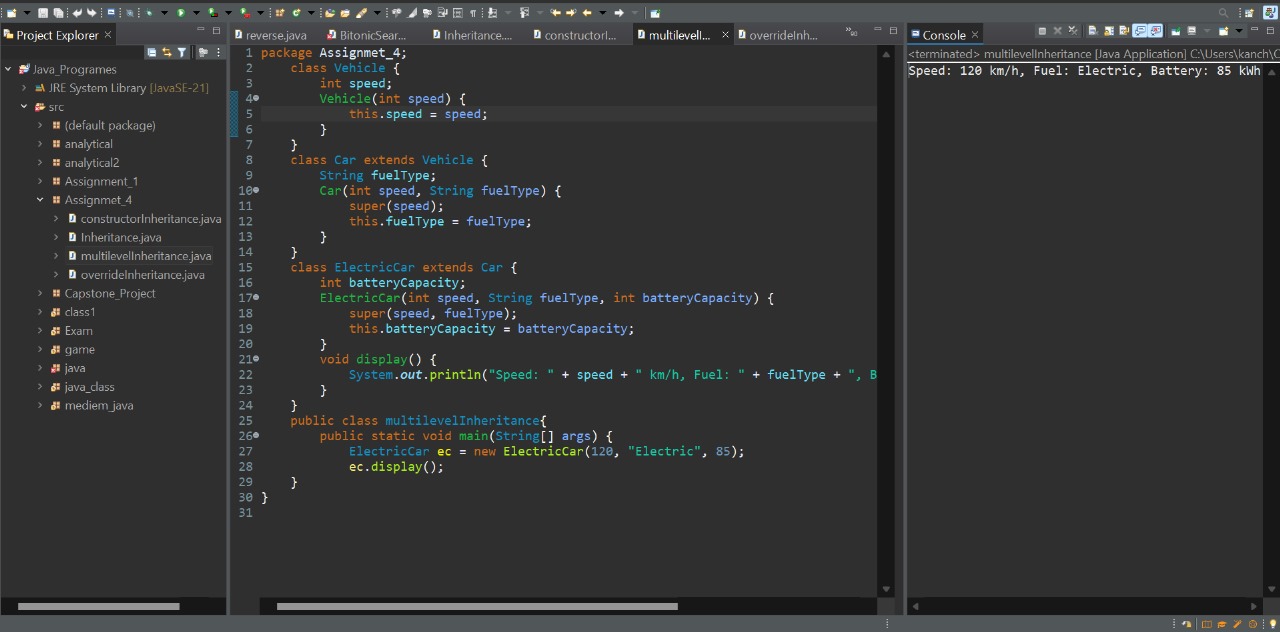 Project Explorer
Java_Programes
JRE System Library [JavaSE-21]
src
(default package)
analytical
analytical2
Assignment_1
Assignmet_4
constructorInheritance.java
Inheritance.java
multilevelInheritance.java
overrideInheritance.java
Capstone_Project
class1
Exam
game
java
java_class
mediem_java
reverse.java
BitonicSear...
Inheritance....
constructorI...
multilevelI...
overrideInh...
1 package Assignmet_4;
2 class Vehicle {
3 int speed;
4 Vehicle(int speed) {
5 this.speed = speed;
6 }
7 }
8 class Car extends Vehicle {
9 String fuelType;
10 Car(int speed, String fuelType) {
11 super(speed);
12 this.fuelType = fuelType;
13 }
14 }
15 class ElectricCar extends Car {
16 int batteryCapacity;
17 ElectricCar(int speed, String fuelType, int batteryCapacity) {
18 super(speed, fuelType);
19 this.batteryCapacity = batteryCapacity;
20 }
21 void display() {
22 System.out.println("Speed: " + speed + " km/h, Fuel: " + fuelType + ", B
23 }
24 }
25 public class multilevelInheritance{
26 public static void main(String[] args) {
27 ElectricCar ec = new ElectricCar(120, "Electric", 85);
28 ec.display();
29 }
30 }
31
Console
<terminated> multilevelInheritance [Java Application] C:\Users\kanch\
Speed: 120 km/h, Fuel: Electric, Battery: 85 kWh